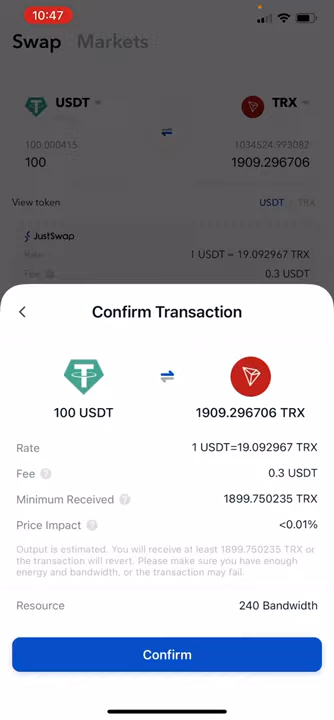 10:47
Swap Markets
USDT TRX
100.000415 1034524.993082
100 1909.296706
View token USDT | TRX
JustSwap
Rate 1 USDT ~ 19.092967 TRX
Fee 0.3 USDT
Confirm Transaction
100 USDT 1909.296706 TRX
Rate 1 USDT=19.092967 TRX
Fee ? 0.3 USDT
Minimum Received ? 1899.750235 TRX
Price Impact ? <0.01%
Output is estimated. You will receive at least 1899.750235 TRX or
the transaction will revert. Please make sure you have enough
energy and bandwidth, or the transaction may fail.
Resource 240 Bandwidth
Confirm